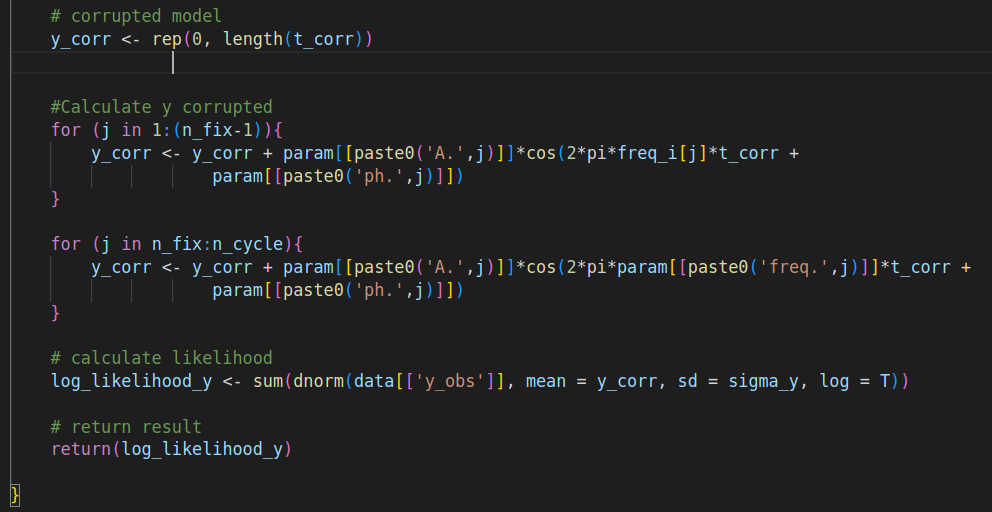 # corrupted model
y_corr <- rep(0, length(t_corr))
#Calculate y corrupted
for (j in 1:(n_fix-1)){
y_corr <- y_corr + param[[paste0('A.',j)]]*cos(2*pi*freq_i[j]*t_corr +
param[[paste0('ph.',j)]])
}
for (j in n_fix:n_cycle){
y_corr <- y_corr + param[[paste0('A.',j)]]*cos(2*pi*param[[paste0('freq.',j)]]*t_corr +
param[[paste0('ph.',j)]])
}
# calculate likelihood
log_likelihood_y <- sum(dnorm(data[['y_obs']], mean = y_corr, sd = sigma_y, log = T))
# return result
return(log_likelihood_y)
}